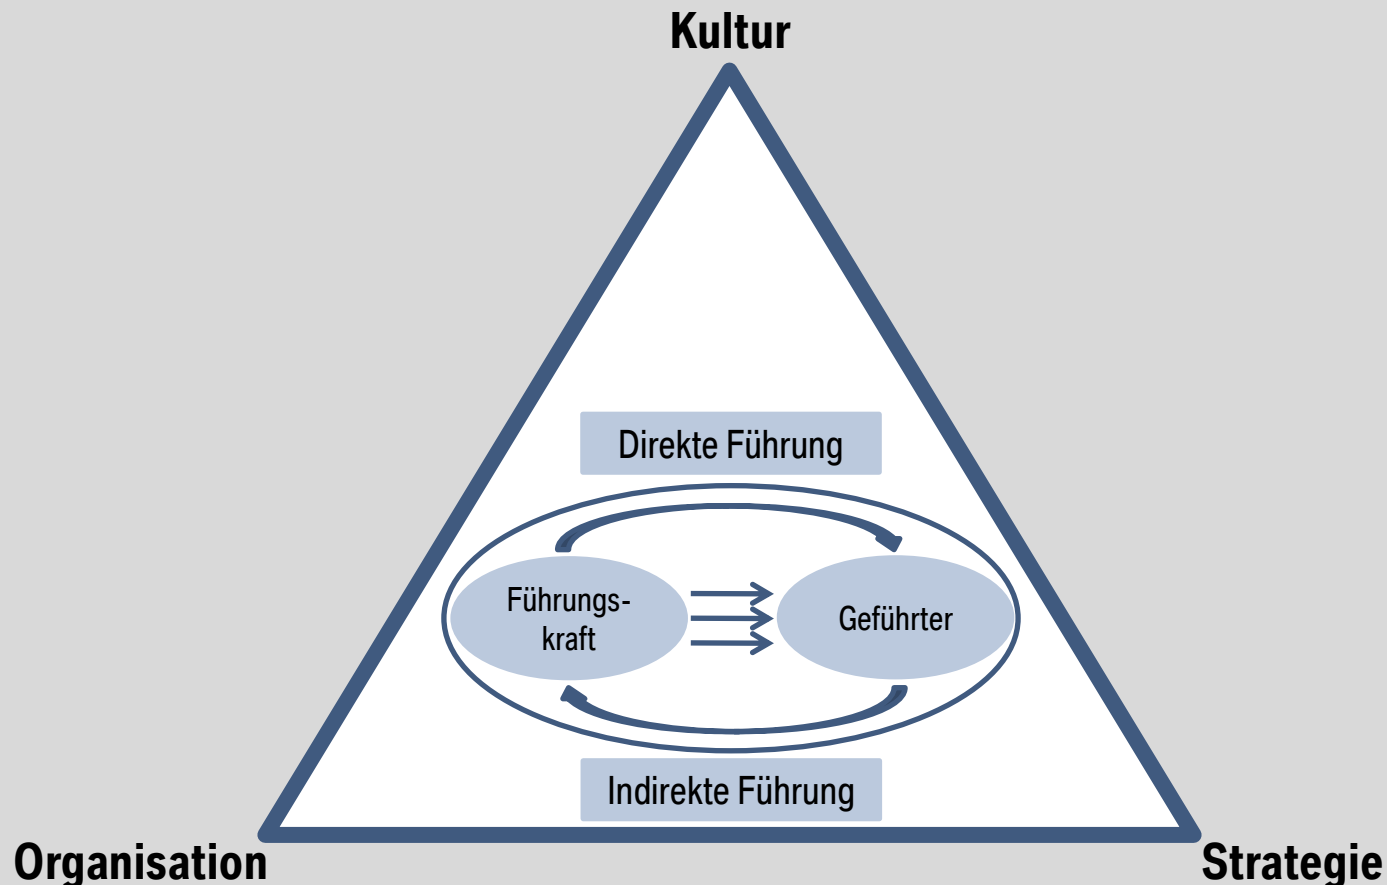 Kultur
Direkte Führung
Führungs-
kraft
Geführter
Indirekte Führung
Organisation
Strategie